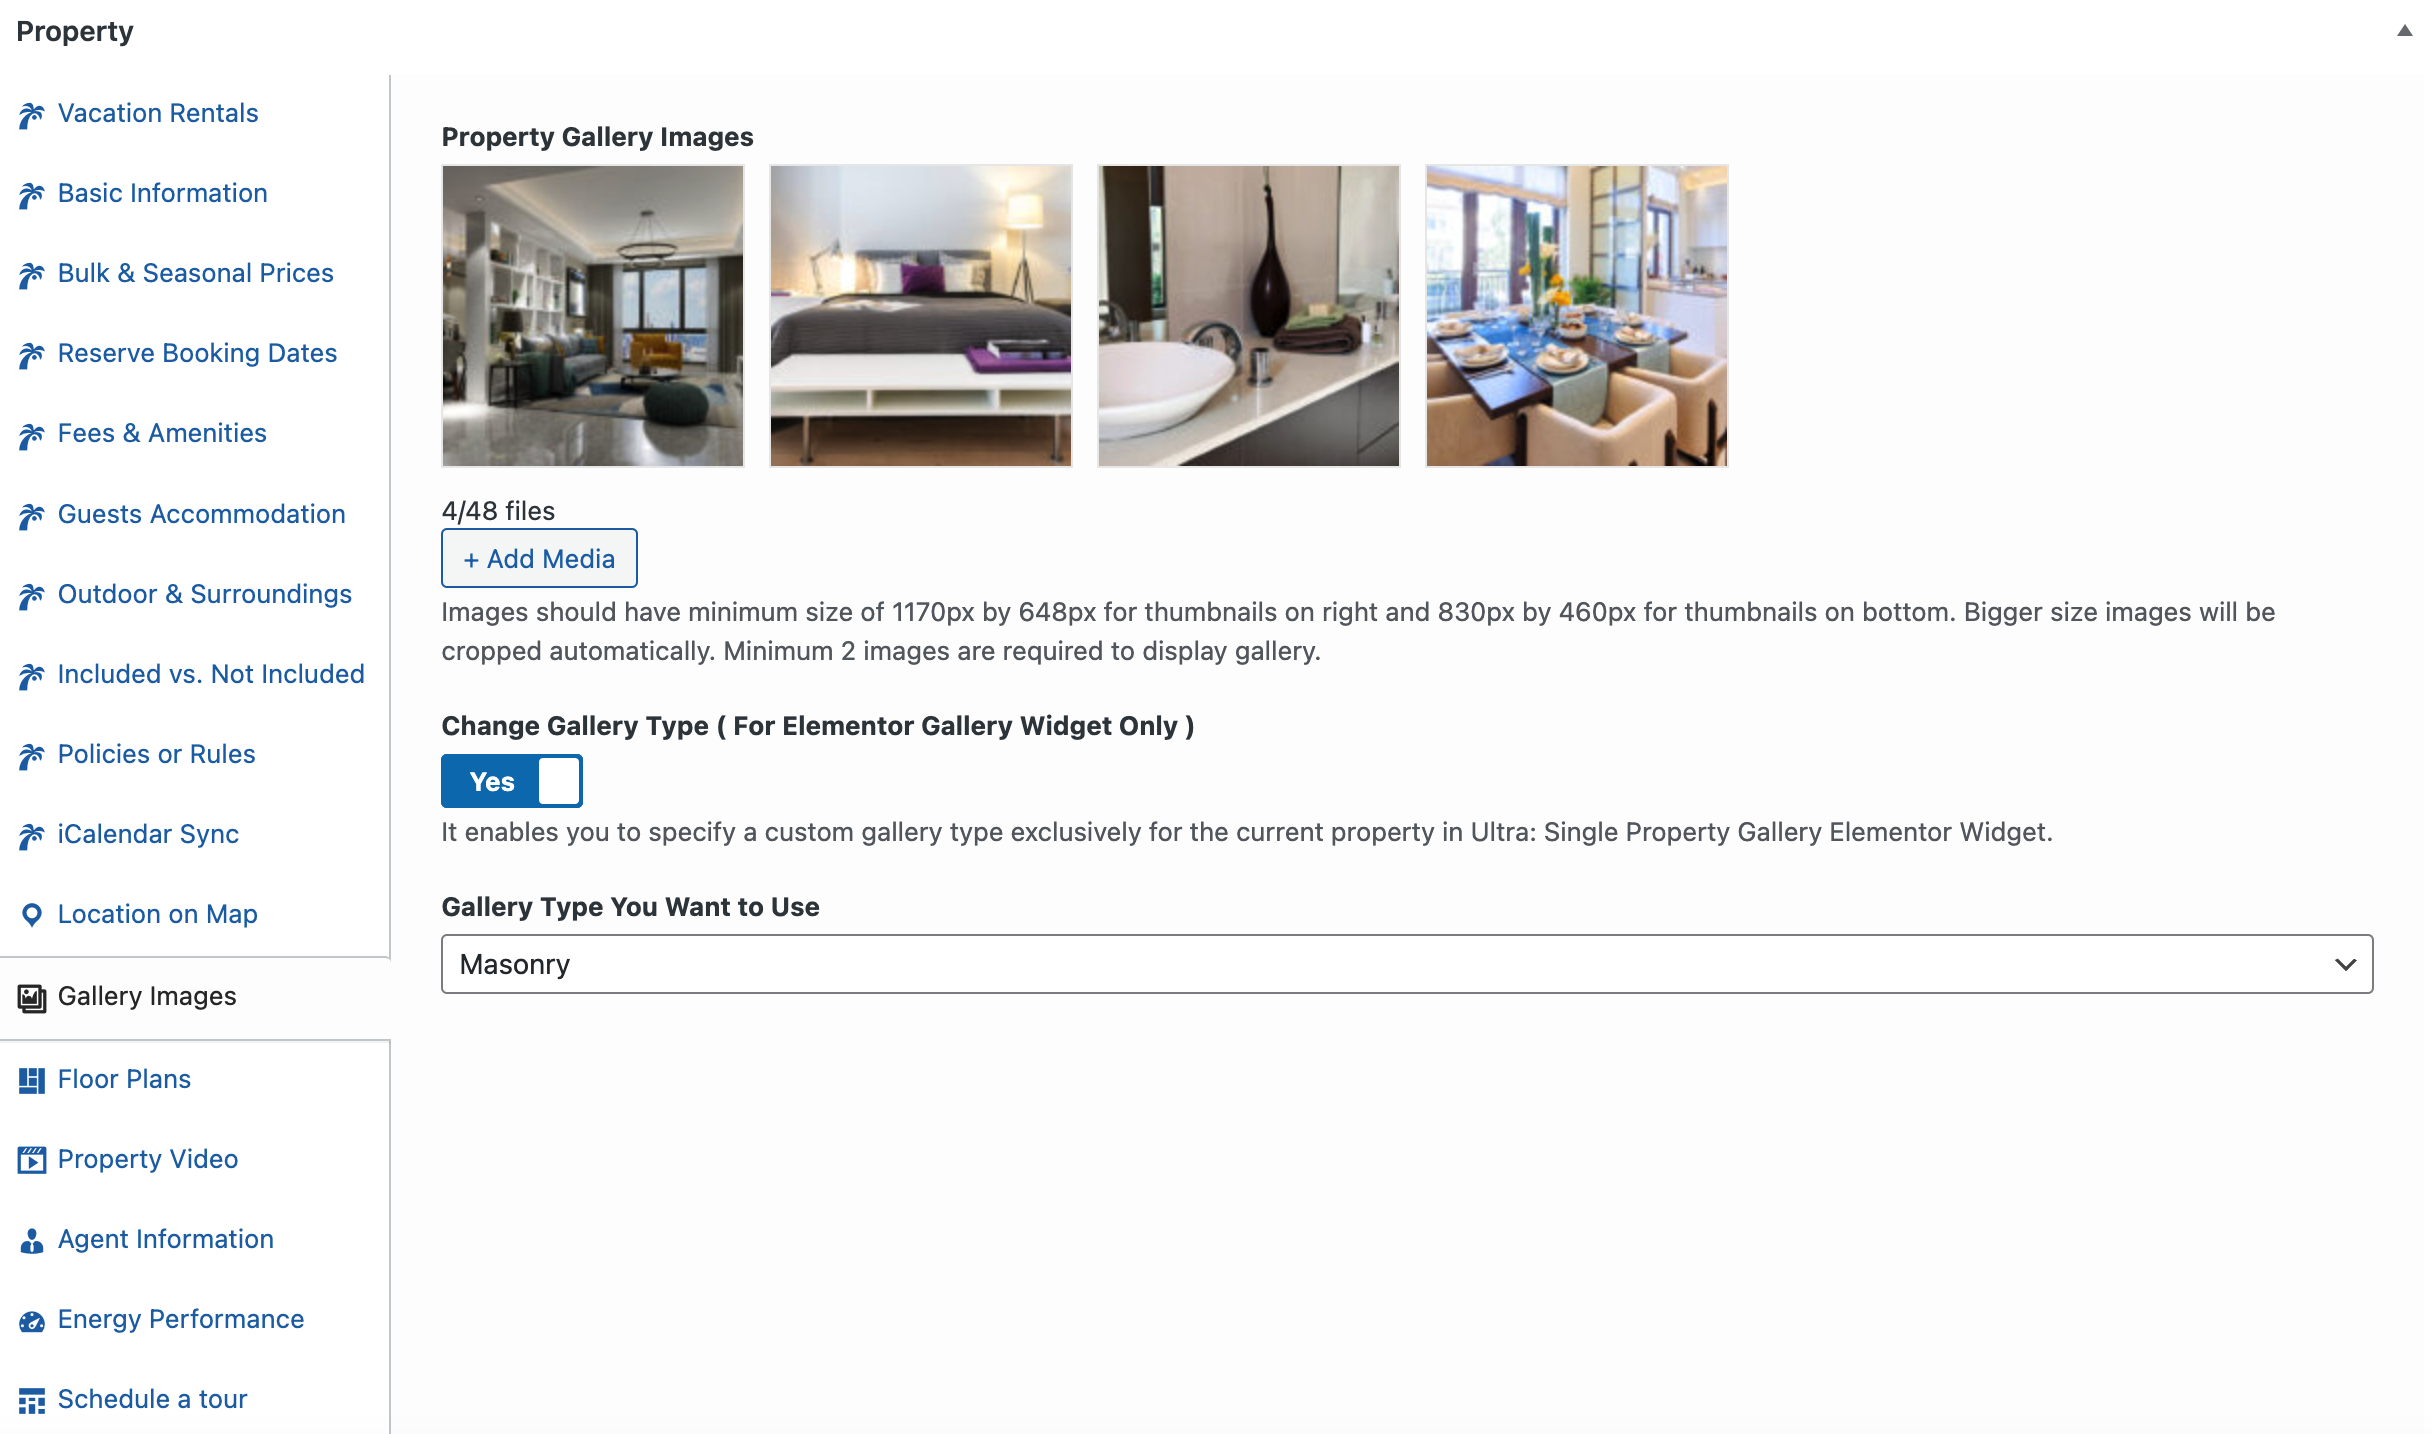 Property
Vacation Rentals
Basic Information
Bulk & Seasonal Prices
Reserve Booking Dates
Fees & Amenities
Guests Accommodation
Outdoor & Surroundings
Included vs. Not Included
Policies or Rules
iCalendar Sync
Location on Map
Gallery Images
Floor Plans
Property Video
Agent Information
Energy Performance
Schedule a tour
Property Gallery Images
4/48 files
+ Add Media
Images should have minimum size of 1170px by 648px for thumbnails on right and 830px by 460px for thumbnails on bottom. Bigger size images will be
cropped automatically. Minimum 2 images are required to display gallery.
Change Gallery Type ( For Elementor Gallery Widget Only )
Yes
It enables you to specify a custom gallery type exclusively for the current property in Ultra: Single Property Gallery Elementor Widget.
Gallery Type You Want to Use
Masonry